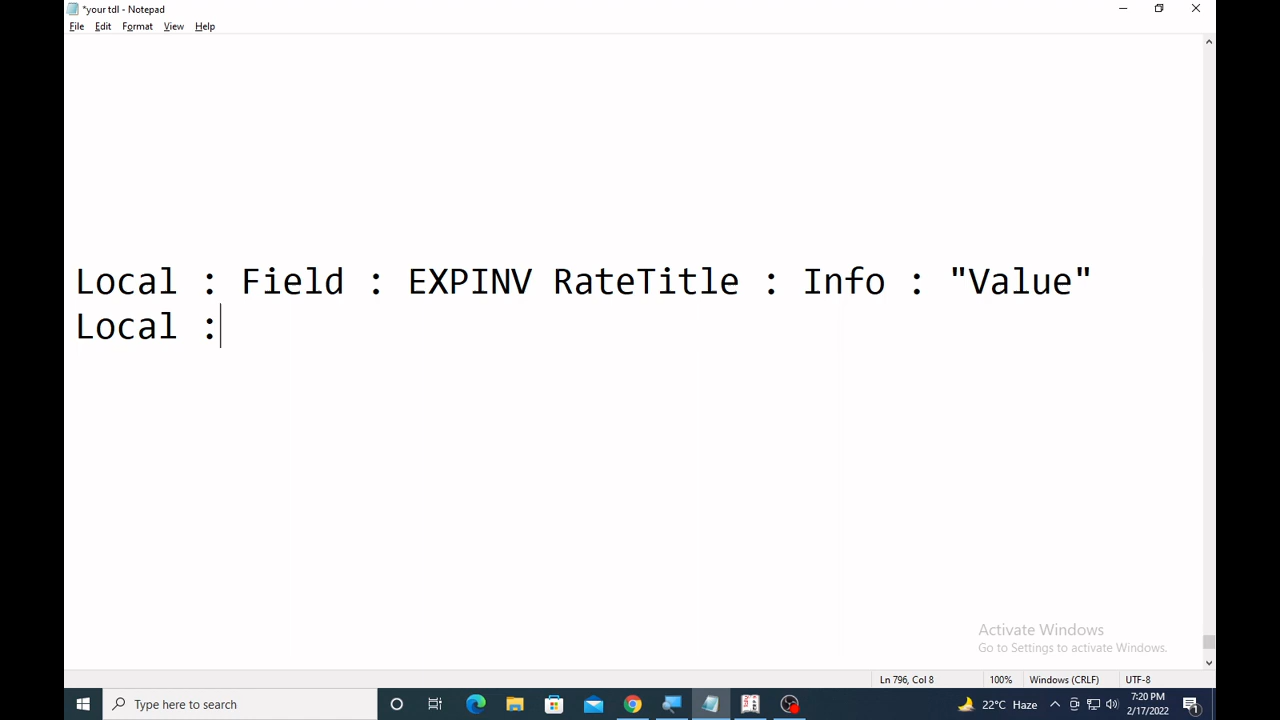 *your tdl - Notepad
File Edit Format View Help
Local : Field : EXPINV RateTitle : Info : "Value"
Local :
Activate Windows
Go to Settings to activate Windows.
Ln 796, Col 8 100% Windows (CRLF) UTF-8
Type here to search
22°C Haze
7:20 PM
2/17/2022
1